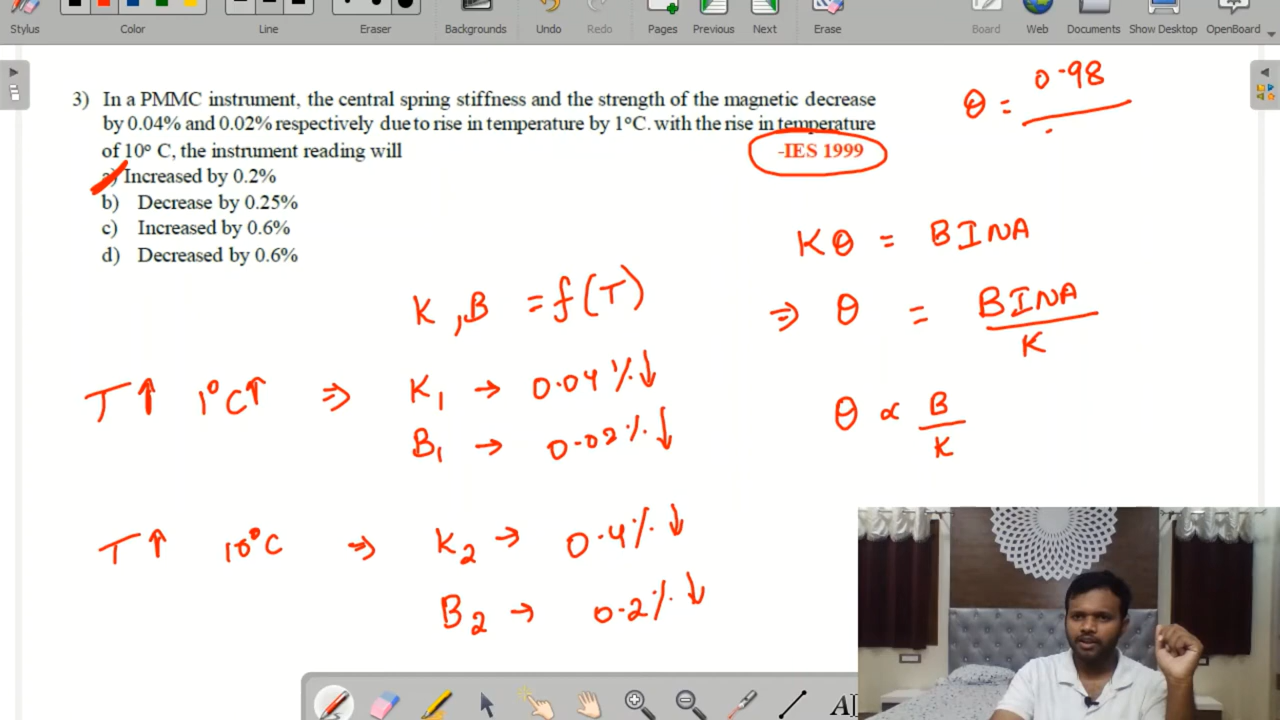 Stylus Color Line Eraser Backgrounds Undo Redo Pages Previous Next Erase Board Web Documents Show Desktop OpenBoard
3) In a PMMC instrument, the central spring stiffness and the strength of the magnetic decrease
by 0.04% and 0.02% respectively due to rise in temperature by 1°C. with the rise in temperature
of 10° C, the instrument reading will
-IES 1999
a) Increased by 0.2%
b) Decrease by 0.25%
c) Increased by 0.6%
d) Decreased by 0.6%
θ = 0.98
Kθ = BINA
K, B = f(T)
⇒ θ = BINA / K
T↑ 1°C↑ ⇒ K₁ → 0.04%↓
B₁ → 0.02%↓
θ ∝ B / K
T↑ 10°C ⇒ K₂ → 0.4%↓
B₂ → 0.2%↓
AI